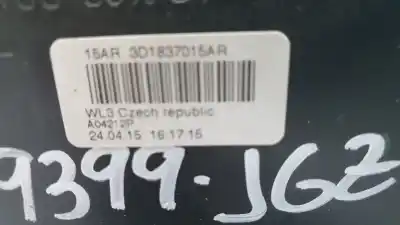 15AR 3D1837015AR
WL3 Czech republic
A04212P
24.04.15 16:17:15
9399-JGZ